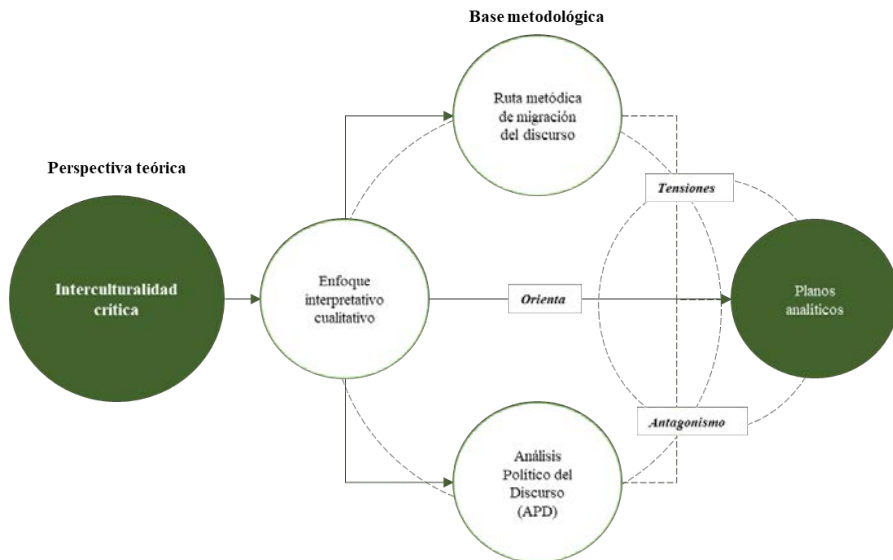 Base metodológica
Ruta metódica
de migración
del discurso
Perspectiva teórica
Tensiones
Interculturalidad
crítica
Enfoque
interpretativo
cualitativo
Orienta
Planos
analíticos
Antagonismo
Análisis
Político del
Discurso
(APD)